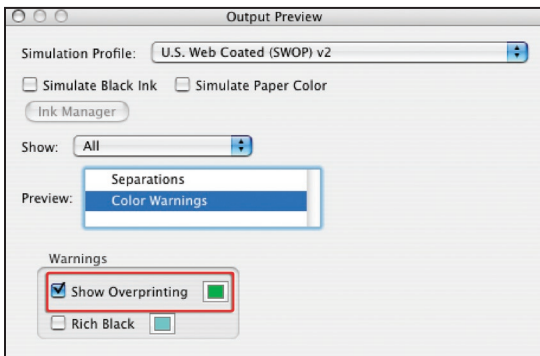 Output Preview
Simulation Profile: U.S. Web Coated (SWOP) v2
Simulate Black Ink Simulate Paper Color
Ink Manager
Show: All
Separations
Preview: Color Warnings
Warnings
Show Overprinting
Rich Black